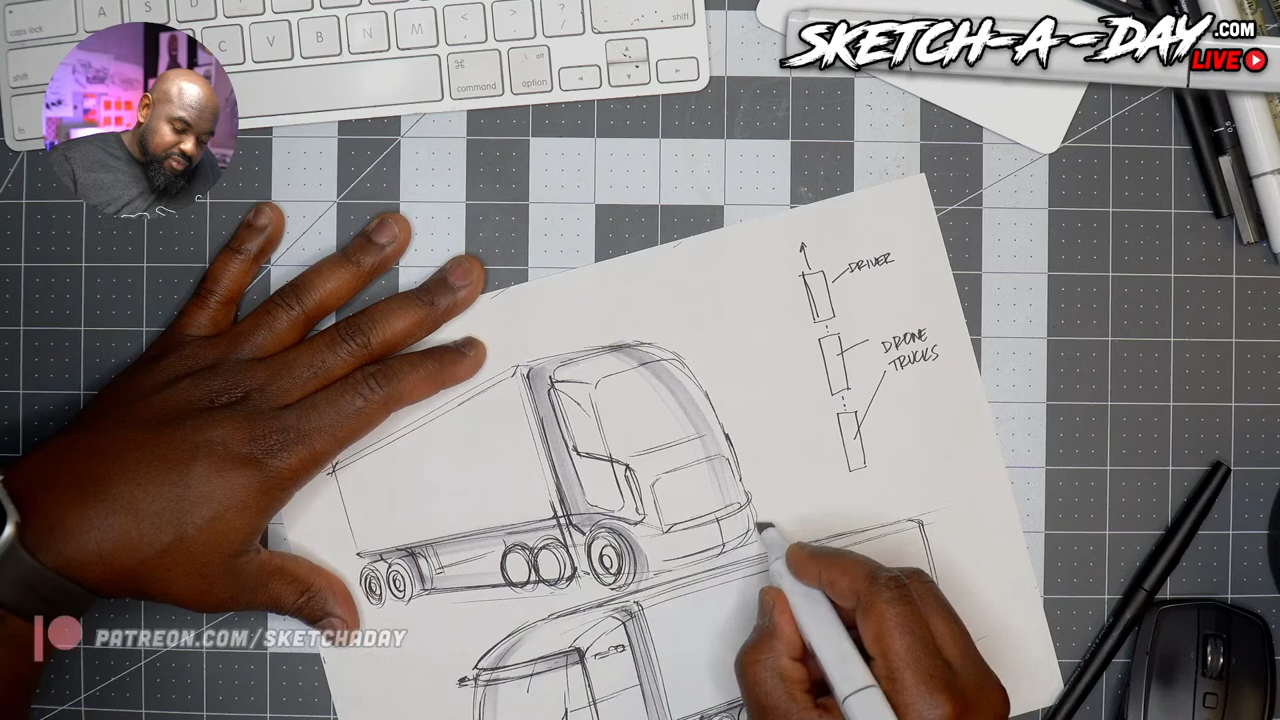 SKETCH-A-DAY.COM
LIVE
caps lock
shift
fn
Z
C
V
B
N
M
<
,
>
.
?
/
shift
⌘
command
alt
option
DRIVER
DRONE
TRUCKS
PATREON.COM/SKETCHADAY